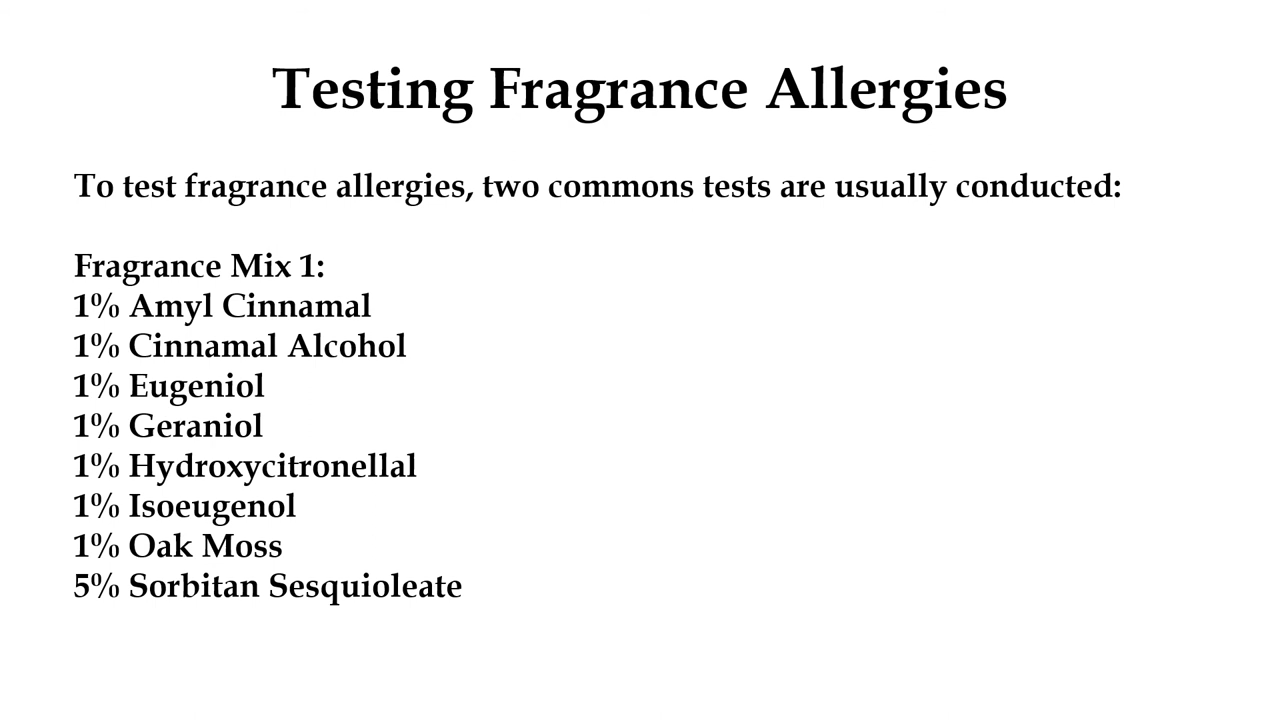 Testing Fragrance Allergies
To test fragrance allergies, two commons tests are usually conducted:
Fragrance Mix 1:
1% Amyl Cinnamal
1% Cinnamal Alcohol
1% Eugeniol
1% Geraniol
1% Hydroxycitronellal
1% Isoeugenol
1% Oak Moss
5% Sorbitan Sesquioleate